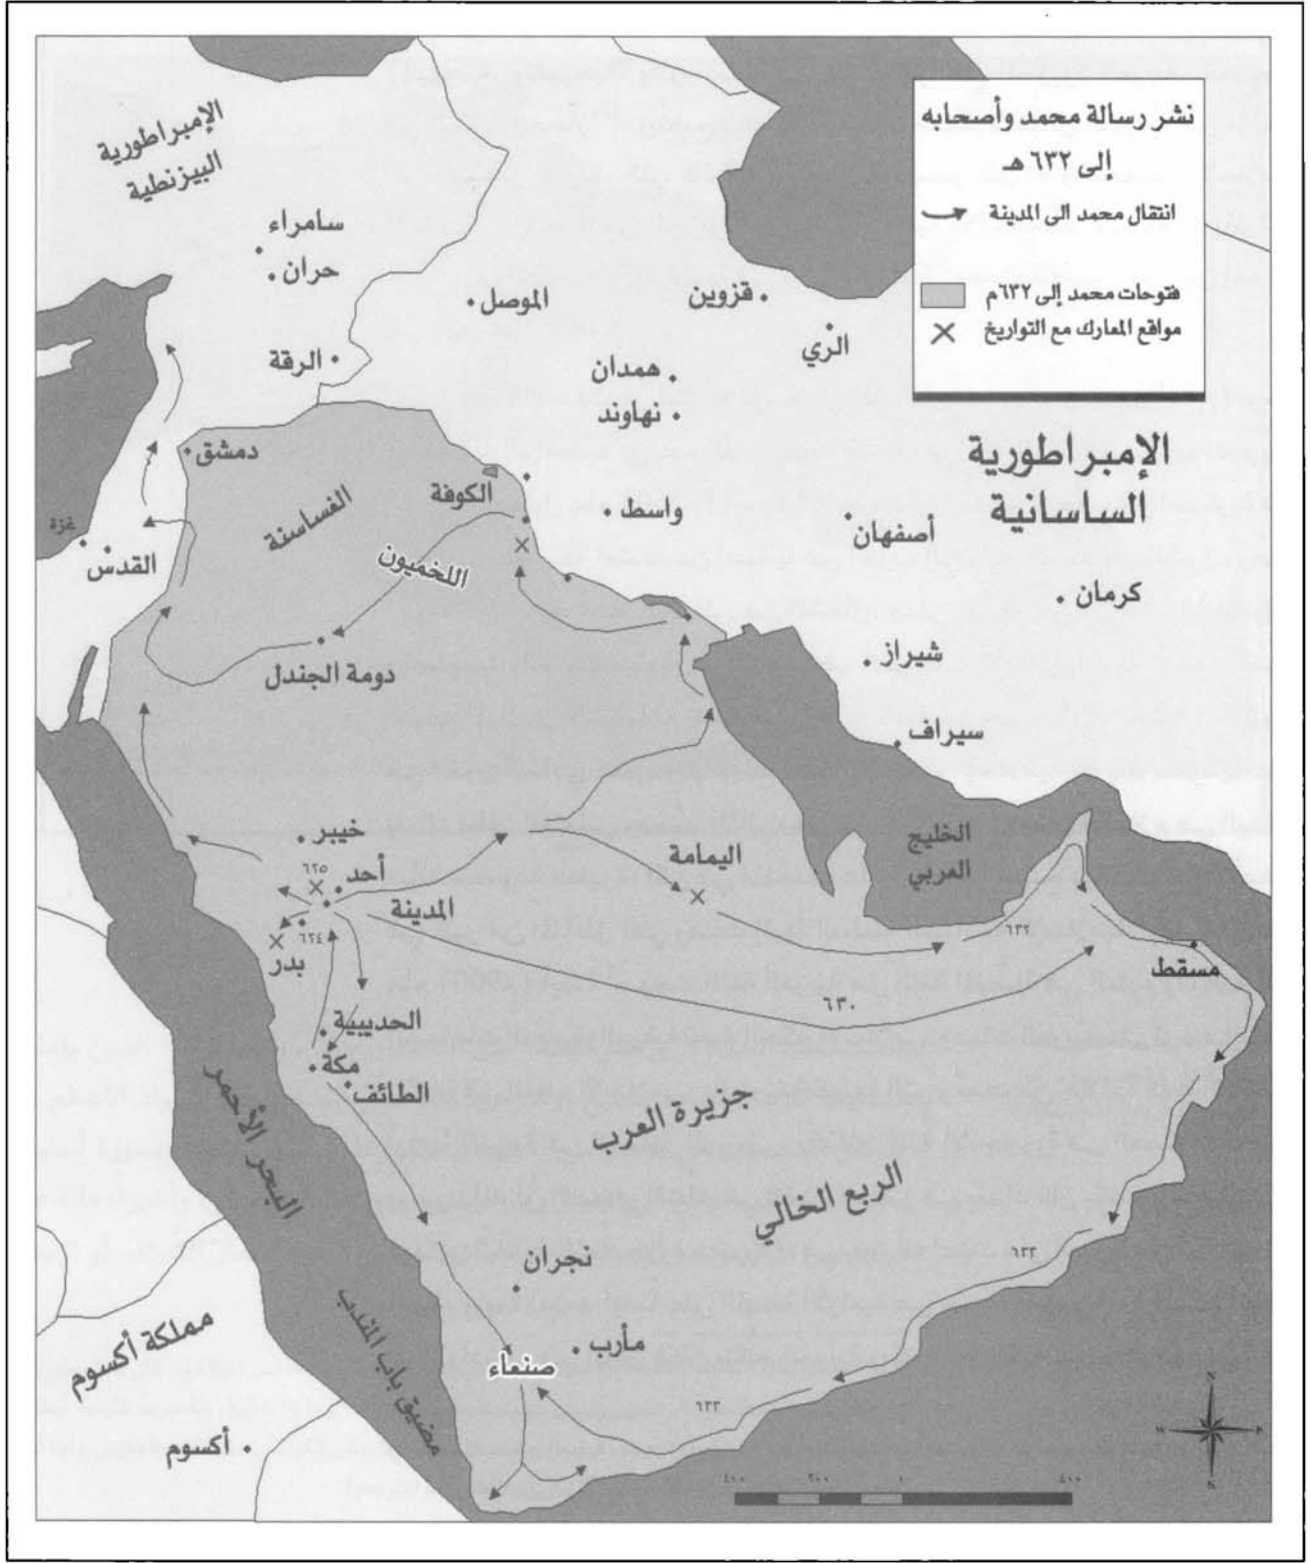 نشر رسالة محمد وأصحابه
إلى ٦٣٢ هـ
انتقال محمد الى المدينة
فتوحات محمد إلى ٦٣٢م
مواقع المعارك مع التواريخ
الإمبراطورية
البيزنطية
سامراء
حران
الموصل
قزوين
الري
الرقة
همدان
نهاوند
الإمبراطورية
الساسانية
دمشق
الكوفة
الغساسنة
واسط
أصفهان
غزة
القدس
اللخميون
كرمان
دومة الجندل
شيراز
سيراف
خيبر
٦٢٥
أحد
اليمامة
الخليج
العربي
المدينة
٦٢٤
بدر
٦٣٢
مسقط
٦٣٠
الحديبية
مكة
الطائف
جزيرة العرب
البحر الأحمر
الربع الخالي
نجران
٦٣٣
مضيق باب المندب
مملكة أكسوم
مأرب
صنعاء
٦٣٣
أكسوم
N
W
E
S
٤٠٠ ٢٠٠ ٠ ٤٠٠